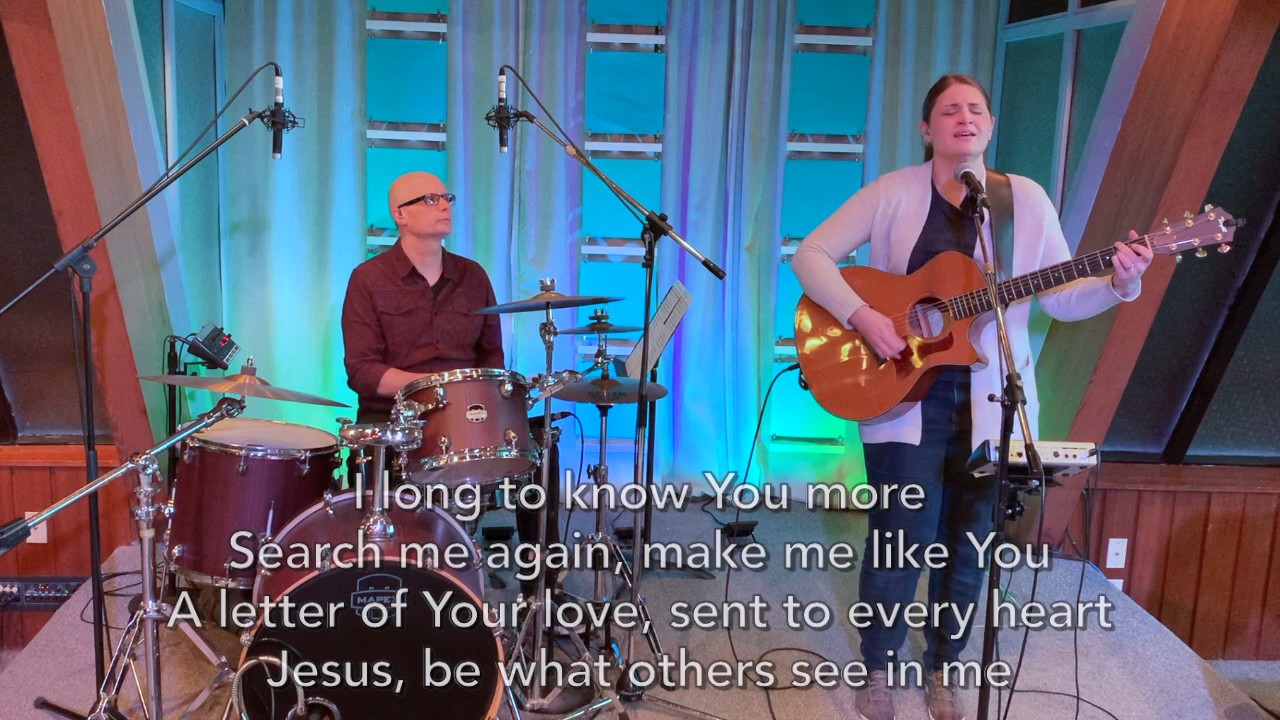 MAPEX
I long to know You more
Search me again, make me like You
A letter of Your love, sent to every heart
Jesus, be what others see in me